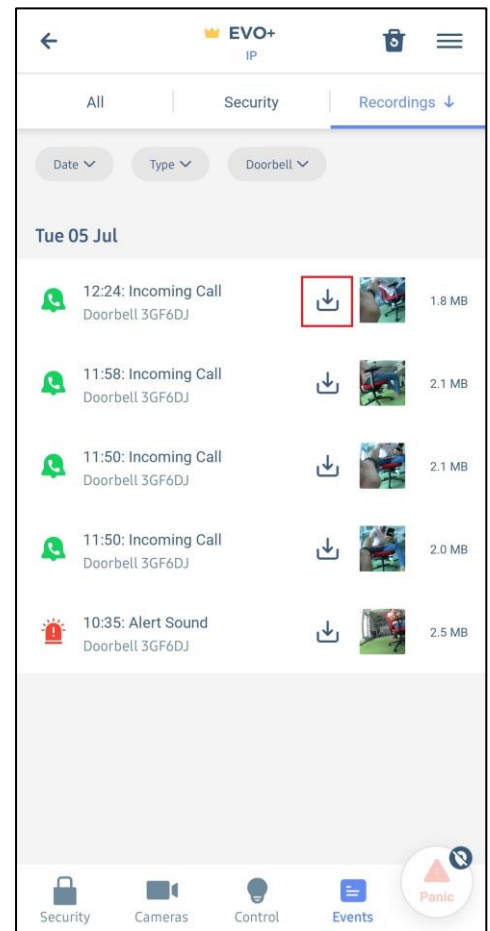 EVO+
IP
All
Security
Recordings
Date
Type
Doorbell
Tue 05 Jul
12:24: Incoming Call
Doorbell 3GF6DJ
1.8 MB
11:58: Incoming Call
Doorbell 3GF6DJ
2.1 MB
11:50: Incoming Call
Doorbell 3GF6DJ
2.1 MB
11:50: Incoming Call
Doorbell 3GF6DJ
2.0 MB
10:35: Alert Sound
Doorbell 3GF6DJ
2.5 MB
Security
Cameras
Control
Events
Panic